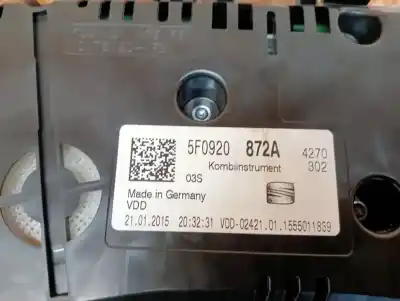 5F0920 872A 4270
Kombiinstrument 302
03S
Made in Germany
VDD
21.01.2015 20:32:31 VDD-02421.01.1555011839